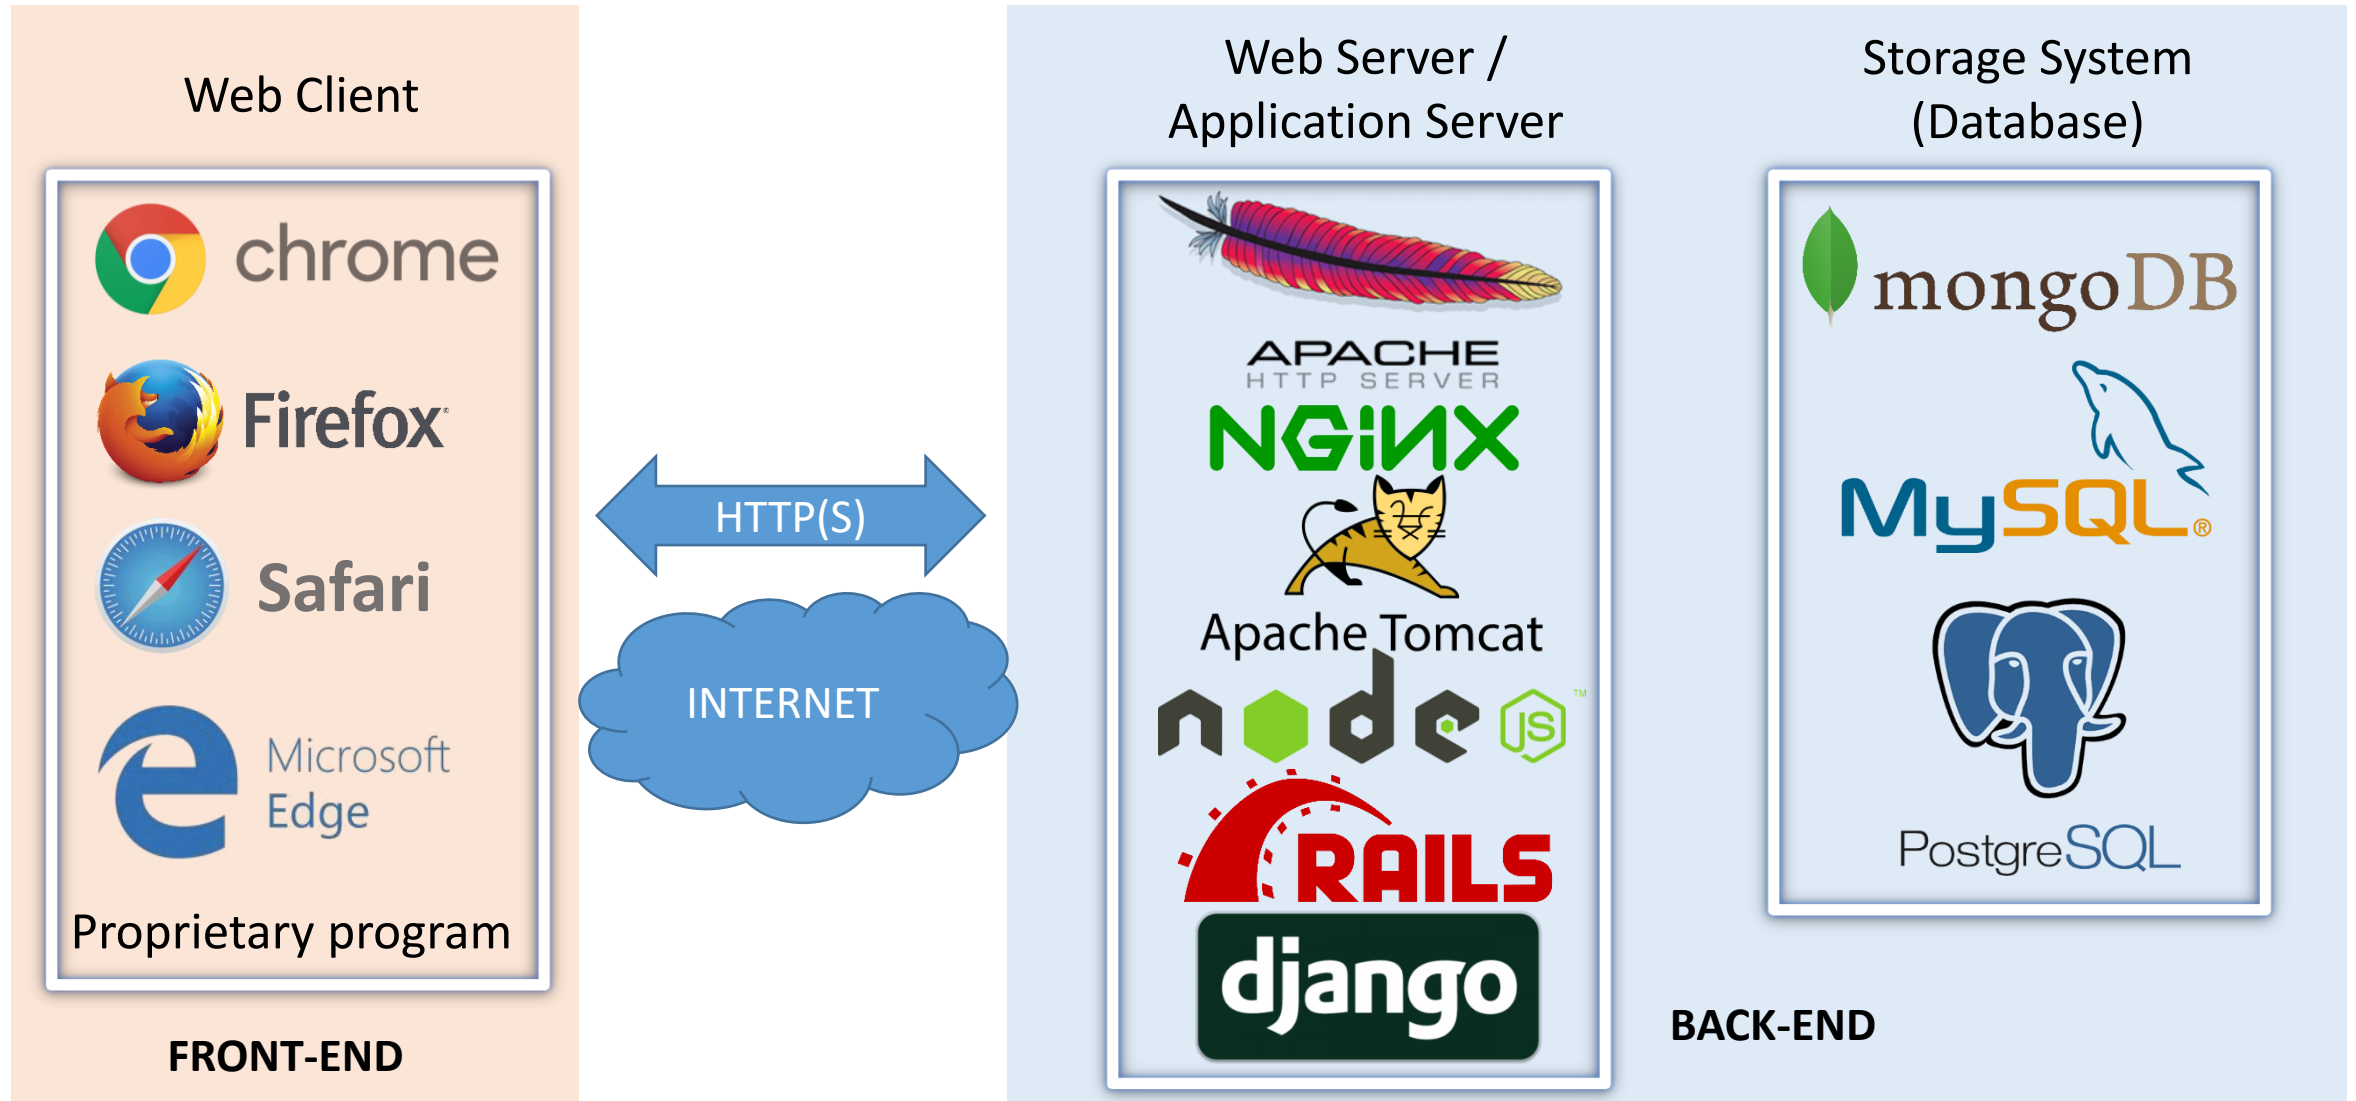 Web Client
chrome
Firefox
Safari
Microsoft
Edge
Proprietary program
FRONT-END
HTTP(S)
INTERNET
Web Server /
Application Server
APACHE
HTTP SERVER
NGiNX
Apache Tomcat
node JS™
RAILS
django
Storage System
(Database)
mongoDB
MySQL®
PostgreSQL
BACK-END